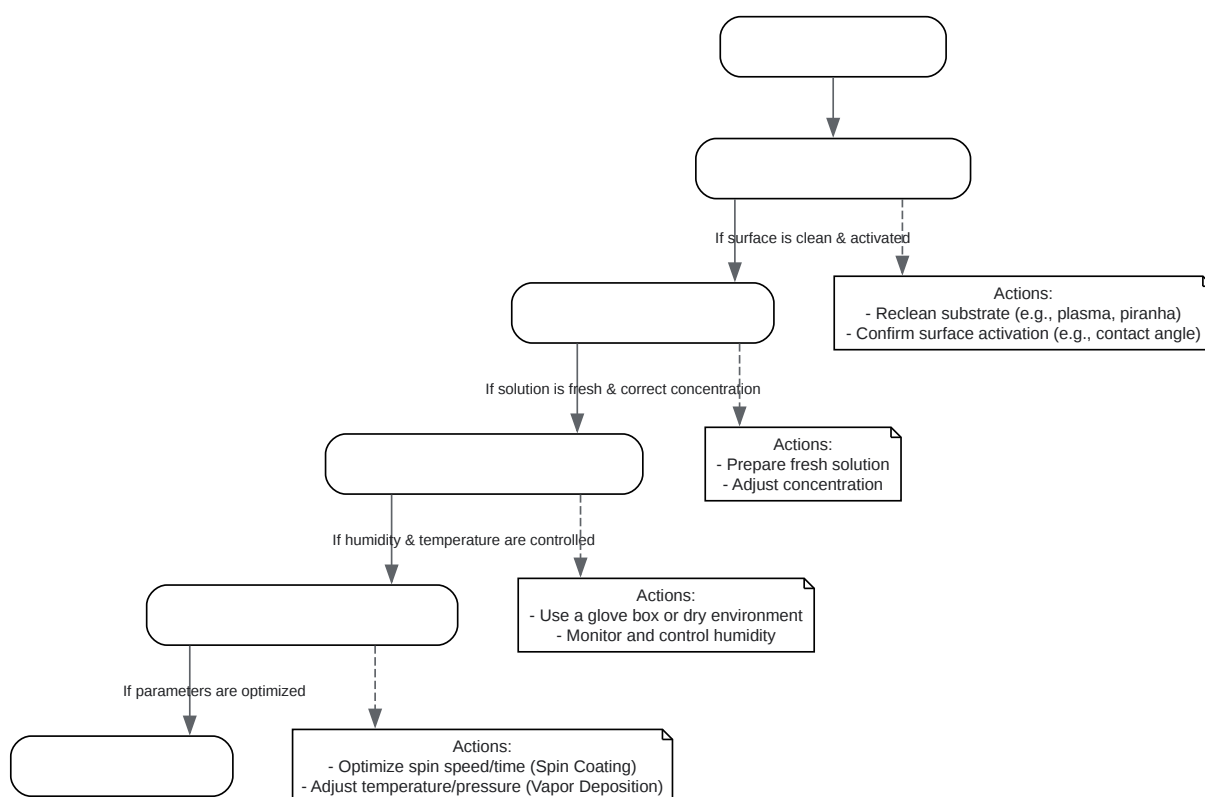 If surface is clean & activated
Actions:
- Reclean substrate (e.g., plasma, piranha)
- Confirm surface activation (e.g., contact angle)
If solution is fresh & correct concentration
Actions:
- Prepare fresh solution
- Adjust concentration
If humidity & temperature are controlled
Actions:
- Use a glove box or dry environment
- Monitor and control humidity
If parameters are optimized
Actions:
- Optimize spin speed/time (Spin Coating)
- Adjust temperature/pressure (Vapor Deposition)